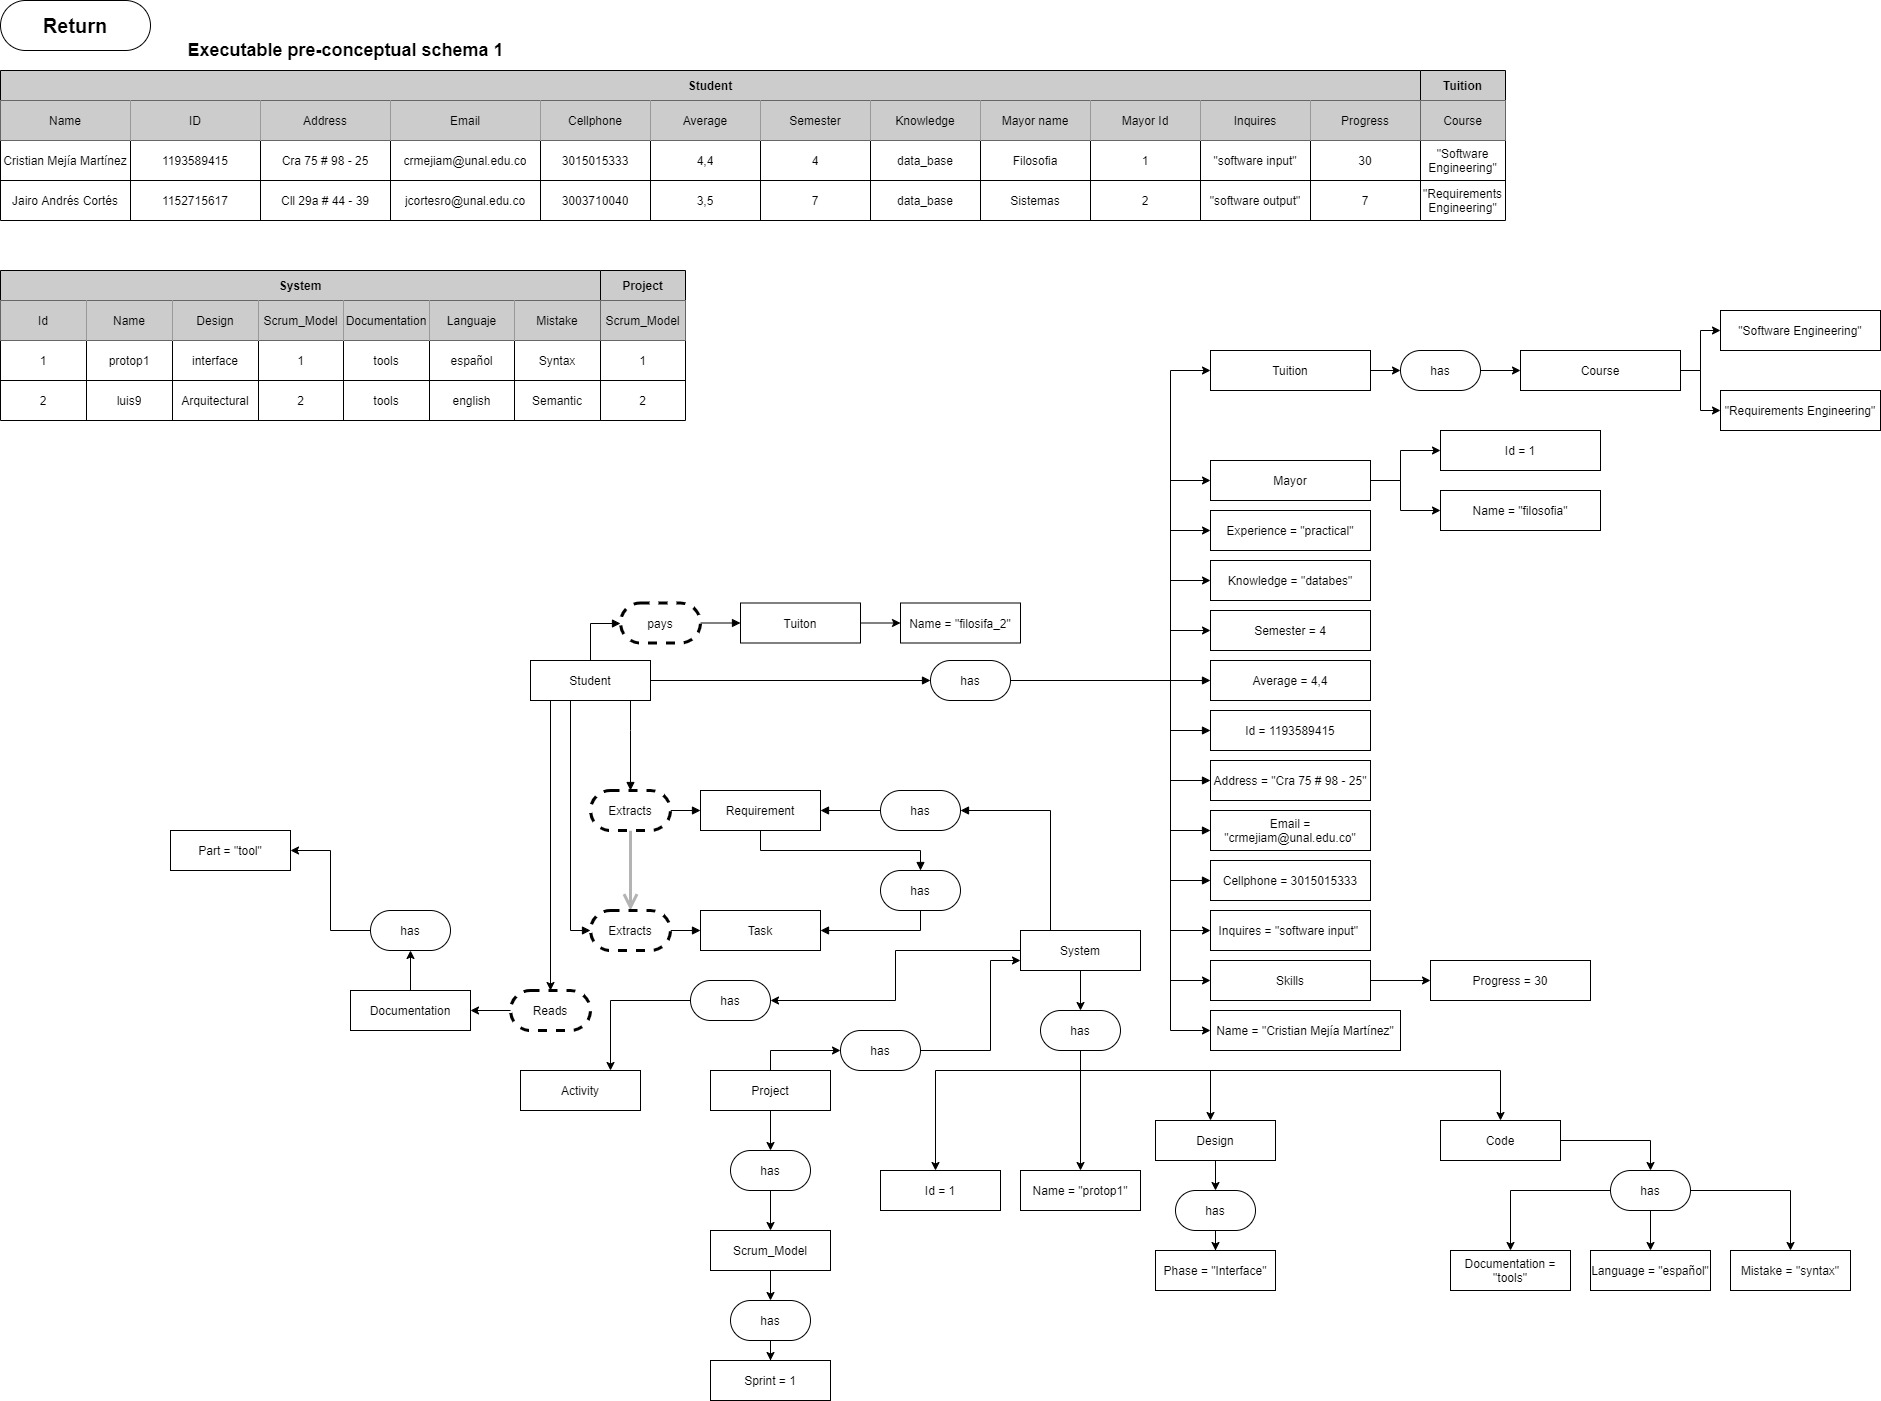 Return
Executable pre-conceptual schema 1
Student Tuition
Name ID Address Email Cellphone Average Semester Knowledge Mayor name Mayor Id Inquires Progress Course
Cristian Mejía Martínez 1193589415 Cra 75 # 98 - 25 crmejiam@unal.edu.co 3015015333 4,4 4 data_base Filosofia 1 "software input" 30 "Software
Engineering"
Jairo Andrés Cortés 1152715617 Cll 29a # 44 - 39 jcortesro@unal.edu.co 3003710040 3,5 7 data_base Sistemas 2 "software output" 7 "Requirements
Engineering"
System Project
Id Name Design Scrum_Model Documentation Languaje Mistake Scrum_Model
1 protop1 interface 1 tools español Syntax 1
2 luis9 Arquitectural 2 tools english Semantic 2
"Software Engineering"
Tuition has Course
"Requirements Engineering"
Id = 1
Mayor
Name = "filosofia"
Experience = "practical"
Knowledge = "databes"
pays Tuiton Name = "filosifa_2"
Semester = 4
Student has Average = 4,4
Id = 1193589415
Address = "Cra 75 # 98 - 25"
Extracts Requirement has
Email =
"crmejiam@unal.edu.co"
Part = "tool"
has
Cellphone = 3015015333
has
Extracts Task
Inquires = "software input"
System
Skills Progress = 30
has
Documentation Reads
has
Name = "Cristian Mejía Martínez"
has
Activity Project
Design Code
has
Id = 1 Name = "protop1"
has
has
Scrum_Model
Phase = "Interface"
Documentation =
"tools"
Language = "español"
Mistake = "syntax"
has
Sprint = 1